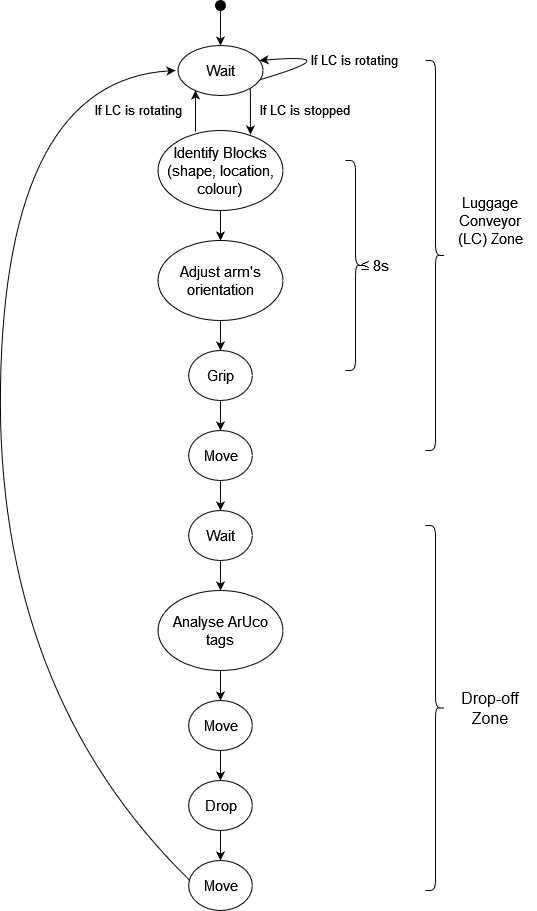 Wait
If LC is rotating
If LC is rotating
If LC is stopped
Identify Blocks
(shape, location,
colour)
Luggage
Conveyor
(LC) Zone
Adjust arm's
orientation
≤ 8s
Grip
Move
Wait
Analyse ArUco
tags
Move
Drop-off
Zone
Drop
Move